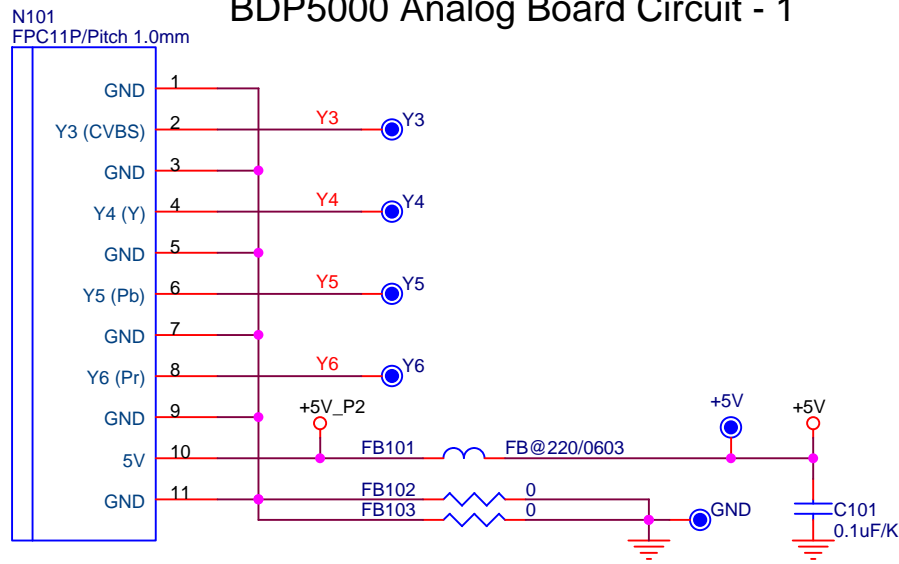 BDP5000 Analog Board Circuit - 1
N101
FPC11P/Pitch 1.0mm
GND 1
Y3 (CVBS) 2 Y3 Y3
GND 3
Y4 (Y) 4 Y4 Y4
GND 5
Y5 (Pb) 6 Y5 Y5
GND 7
Y6 (Pr) 8 Y6 Y6
GND 9
+5V_P2 +5V +5V
5V 10 FB101 FB@220/0603
GND 11 FB102 0
FB103 0 GND
C101
0.1uF/K